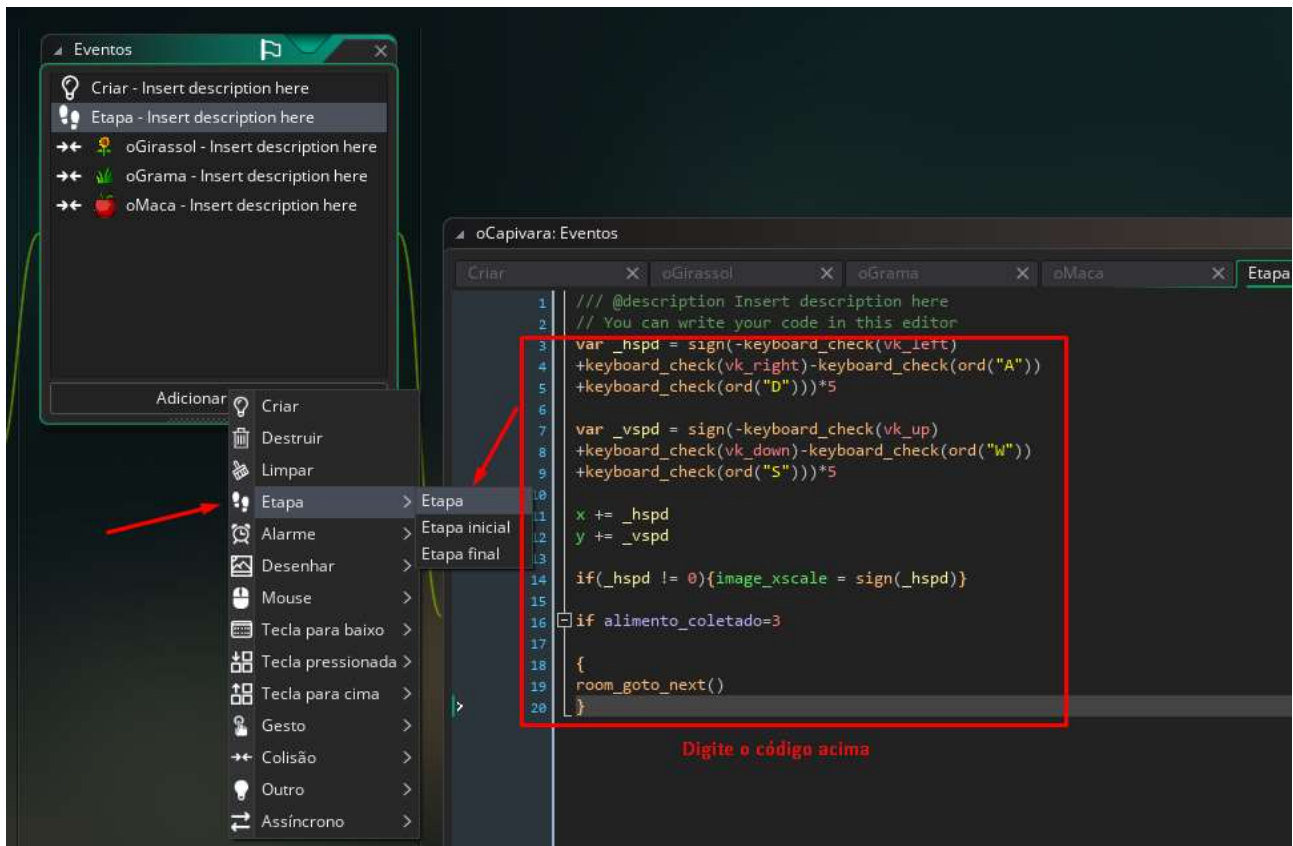 Eventos
Criar - Insert description here
Etapa - Insert description here
oGirassol - Insert description here
oGrama - Insert description here
oMaca - Insert description here
Adicionar
Criar
Destruir
Limpar
Etapa
Alarme
Desenhar
Mouse
Tecla para baixo
Tecla pressionada
Tecla para cima
Gesto
Colisão
Outro
Assíncrono
Etapa
Etapa inicial
Etapa final
oCapivara: Eventos
Criar oGirassol oGrama oMaca Etapa
1 /// @description Insert description here
2 // You can write your code in this editor
3 var _hspd = sign(-keyboard_check(vk_left)
4 +keyboard_check(vk_right)-keyboard_check(ord("A"))
5 +keyboard_check(ord("D")))*5
6
7 var _vspd = sign(-keyboard_check(vk_up)
8 +keyboard_check(vk_down)-keyboard_check(ord("W"))
9 +keyboard_check(ord("S")))*5
10
11 x += _hspd
12 y += _vspd
13
14 if(_hspd != 0){image_xscale = sign(_hspd)}
15
16 if alimento_coletado=3
17
18 {
19 room_goto_next()
20 }
Digite o código acima